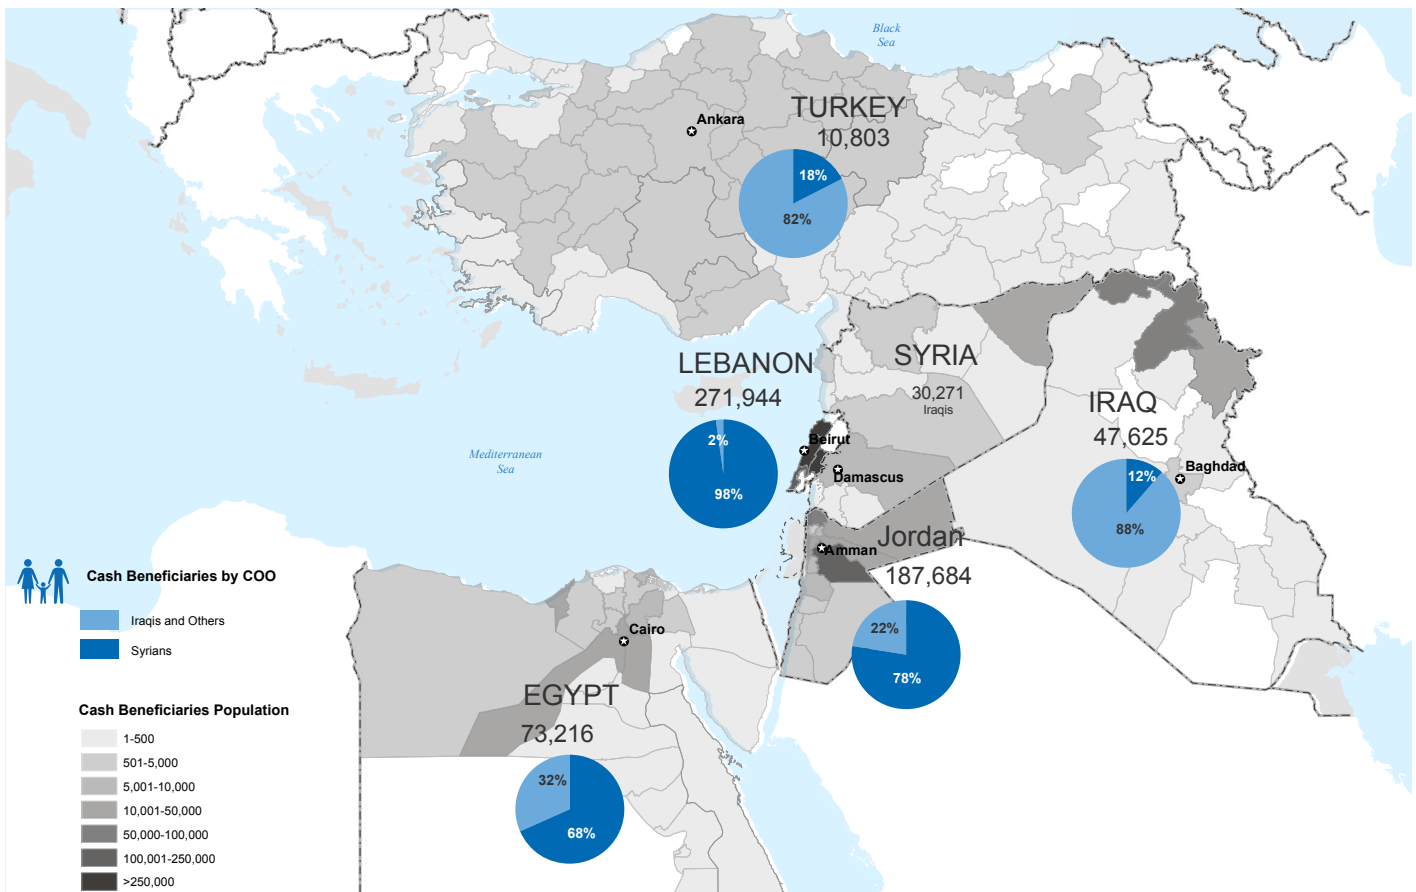 Black
Sea
TURKEY
10,803
Ankara
18%
82%
LEBANON
271,944
2%
98%
SYRIA
30,271
Iraqis
IRAQ
47,625
12%
88%
Baghdad
Beirut
Damascus
Mediterranean
Sea
Jordan
Amman
187,684
22%
78%
Cairo
EGYPT
73,216
32%
68%
Cash Beneficiaries by COO
Iraqis and Others
Syrians
Cash Beneficiaries Population
1-500
501-5,000
5,001-10,000
10,001-50,000
50,000-100,000
100,001-250,000
>250,000